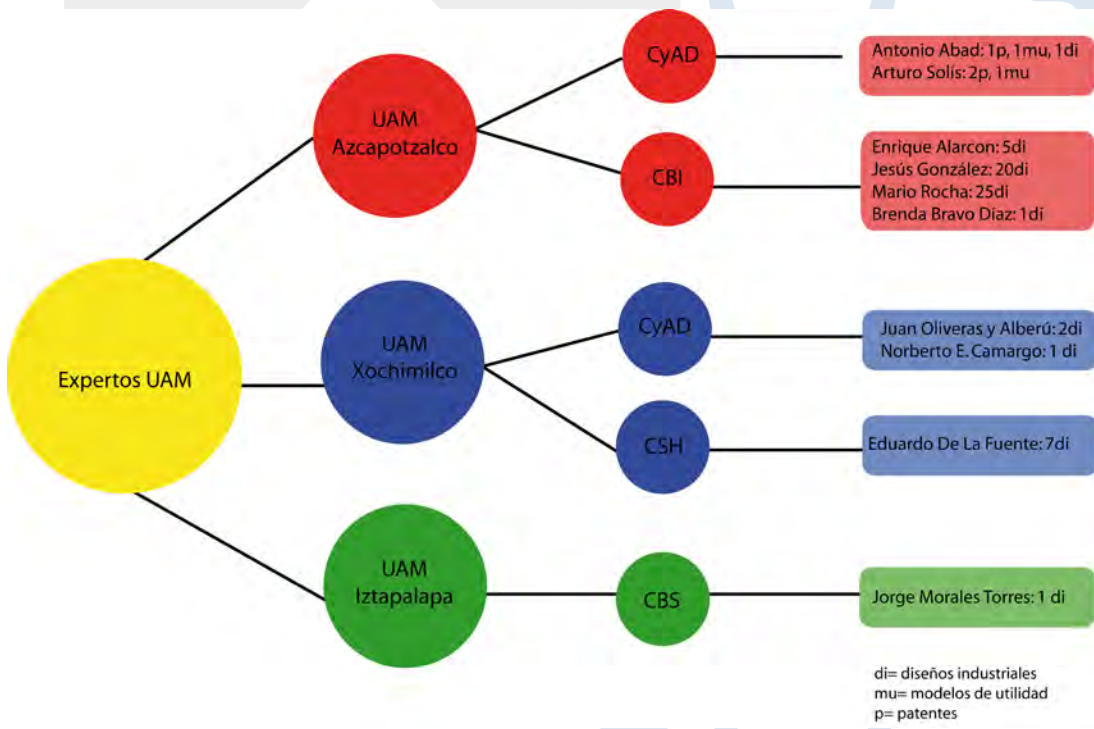 Expertos UAM
UAM
Azcapotzalco
CyAD
Antonio Abad: 1p, 1mu, 1di
Arturo Solís: 2p, 1mu
CBI
Enrique Alarcon: 5di
Jesús González: 20di
Mario Rocha: 25di
Brenda Bravo Díaz: 1di
UAM
Xochimilco
CyAD
Juan Oliveras y Alberú: 2di
Norberto E. Camargo: 1 di
CSH
Eduardo De La Fuente: 7di
UAM
Iztapalapa
CBS
Jorge Morales Torres: 1 di
di= diseños industriales
mu= modelos de utilidad
p= patentes